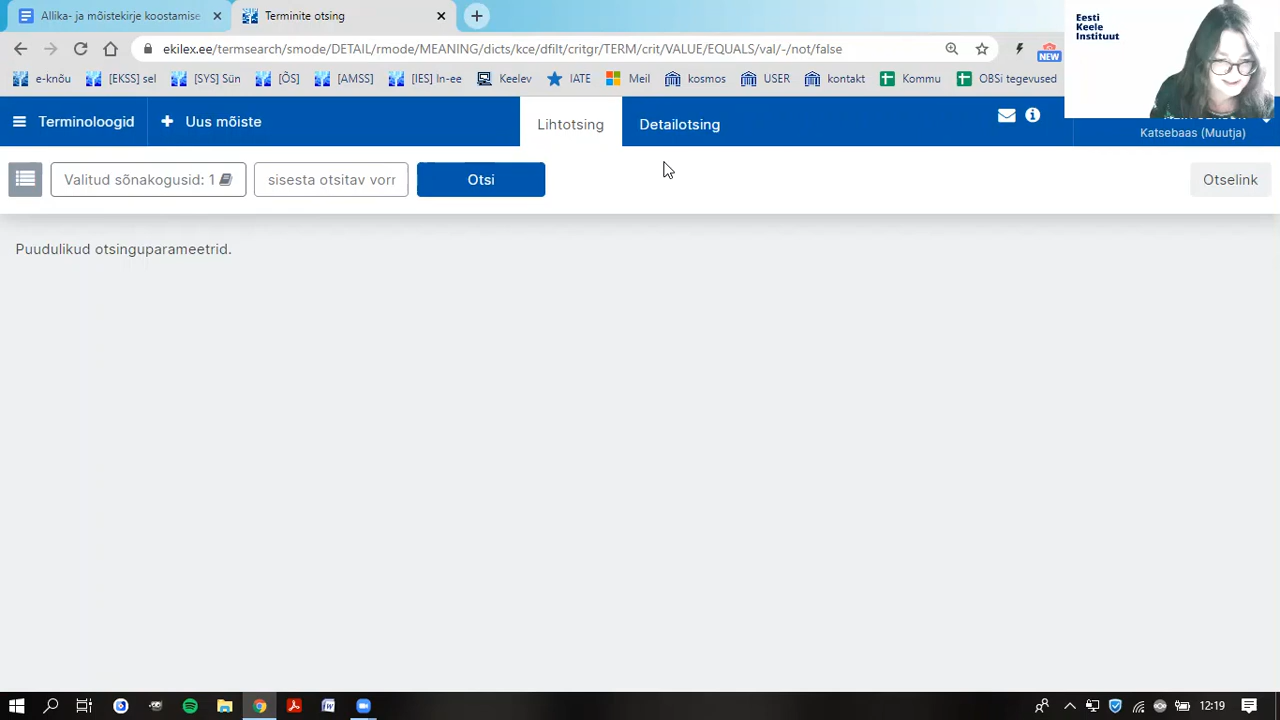 Allika- ja mõistekirje koostamise
Terminite otsing
Eesti
Keele
Instituut
ekilex.ee/termsearch/smode/DETAIL/mode/MEANING/dicts/kce/dfilt/critgr/TERM/crit/VALUE/EQUALS/val/-/not/false
NEW
e-knõu
[EKSS] sel
[SYS] Sün
[ÕS]
[AMSS]
[IES] In-ee
Keelev
IATE
Meil
kosmos
USER
kontakt
Kommu
OBSi tegevused
Terminoloogid
Uus mõiste
Lihtotsing
Detailotsing
Katsebaas (Muutja)
Valitud sõnakogusid: 1
sisesta otsitav vorr
Otsi
Otselink
Puudulikud otsinguparameetrid.
12:19